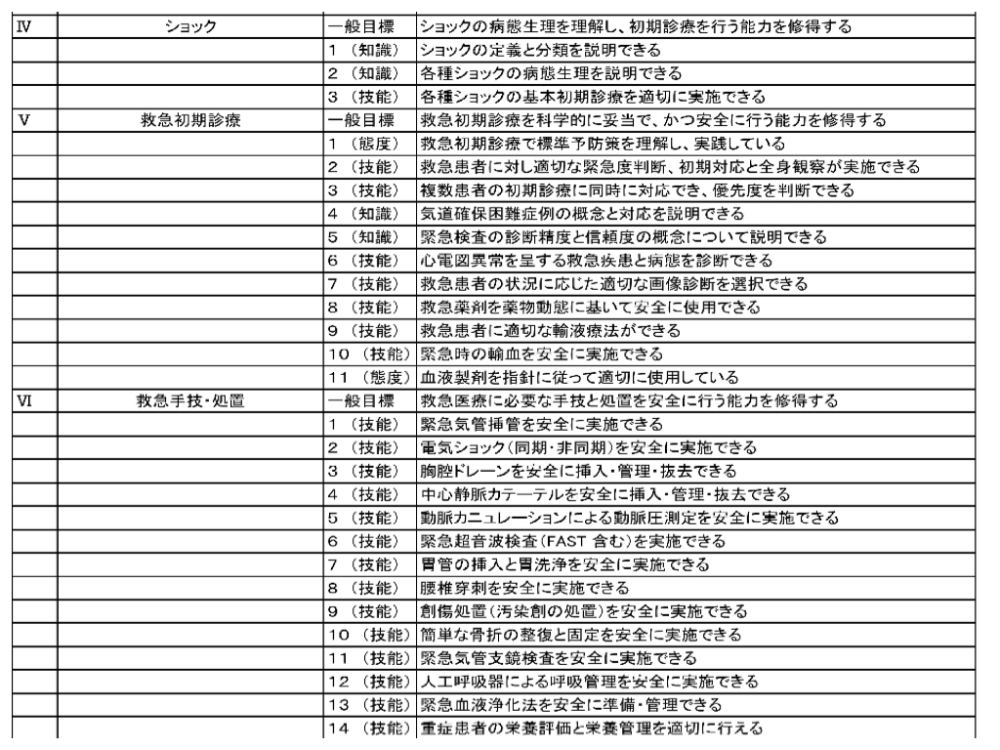 Ⅳ ショック 一般目標 ショックの病態生理を理解し、初期診療を行う能力を修得する
1 （知識） ショックの定義と分類を説明できる
2 （知識） 各種ショックの病態生理を説明できる
3 （技能） 各種ショックの基本初期診療を適切に実施できる
Ⅴ 救急初期診療 一般目標 救急初期診療を科学的に妥当で、かつ安全に行う能力を修得する
1 （態度） 救急初期診療で標準予防策を理解し、実践している
2 （技能） 救急患者に対し適切な緊急度判断、初期対応と全身観察が実施できる
3 （技能） 複数患者の初期診療に同時に対応でき、優先度を判断できる
4 （知識） 気道確保困難症例の概念と対応を説明できる
5 （知識） 緊急検査の診断精度と信頼度の概念について説明できる
6 （技能） 心電図異常を呈する救急疾患と病態を診断できる
7 （技能） 救急患者の状況に応じた適切な画像診断を選択できる
8 （技能） 救急薬剤を薬物動態に基いて安全に使用できる
9 （技能） 救急患者に適切な輸液療法ができる
10 （技能） 緊急時の輸血を安全に実施できる
11 （態度） 血液製剤を指針に従って適切に使用している
Ⅵ 救急手技・処置 一般目標 救急医療に必要な手技と処置を安全に行う能力を修得する
1 （技能） 緊急気管挿管を安全に実施できる
2 （技能） 電気ショック（同期・非同期）を安全に実施できる
3 （技能） 胸腔ドレーンを安全に挿入・管理・抜去できる
4 （技能） 中心静脈カテーテルを安全に挿入・管理・抜去できる
5 （技能） 動脈カニュレーションによる動脈圧測定を安全に実施できる
6 （技能） 緊急超音波検査（FAST 含む）を実施できる
7 （技能） 胃管の挿入と胃洗浄を安全に実施できる
8 （技能） 腰椎穿刺を安全に実施できる
9 （技能） 創傷処置（汚染創の処置）を安全に実施できる
10 （技能） 簡単な骨折の整復と固定を安全に実施できる
11 （技能） 緊急気管支鏡検査を安全に実施できる
12 （技能） 人工呼吸器による呼吸管理を安全に実施できる
13 （技能） 緊急血液浄化法を安全に準備・管理できる
14 （技能） 重症患者の栄養評価と栄養管理を適切に行える